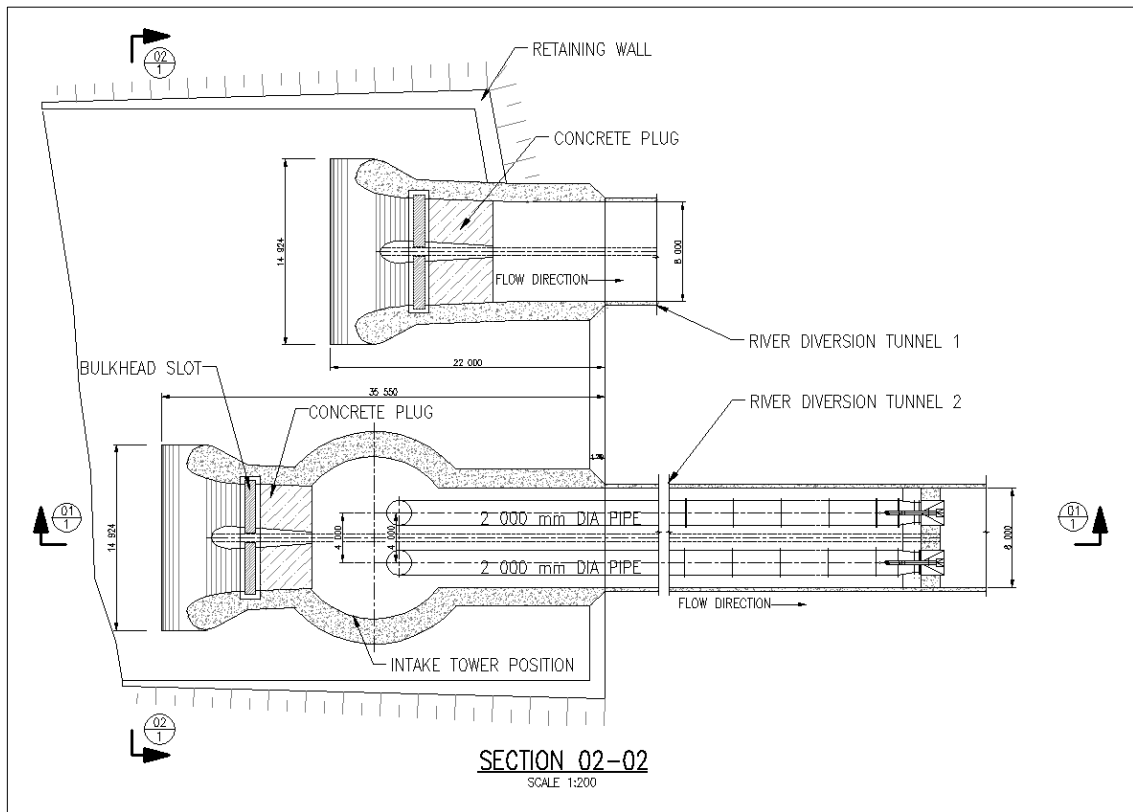 02
1
RETAINING WALL
CONCRETE PLUG
14 924
8 000
FLOW DIRECTION
RIVER DIVERSION TUNNEL 1
22 000
BULKHEAD SLOT
35 550
RIVER DIVERSION TUNNEL 2
CONCRETE PLUG
01
1
14 924
4 000
4 000
2 000 mm DIA PIPE
2 000 mm DIA PIPE
8 000
01
1
FLOW DIRECTION
INTAKE TOWER POSITION
02
1
SECTION 02-02
SCALE 1:200